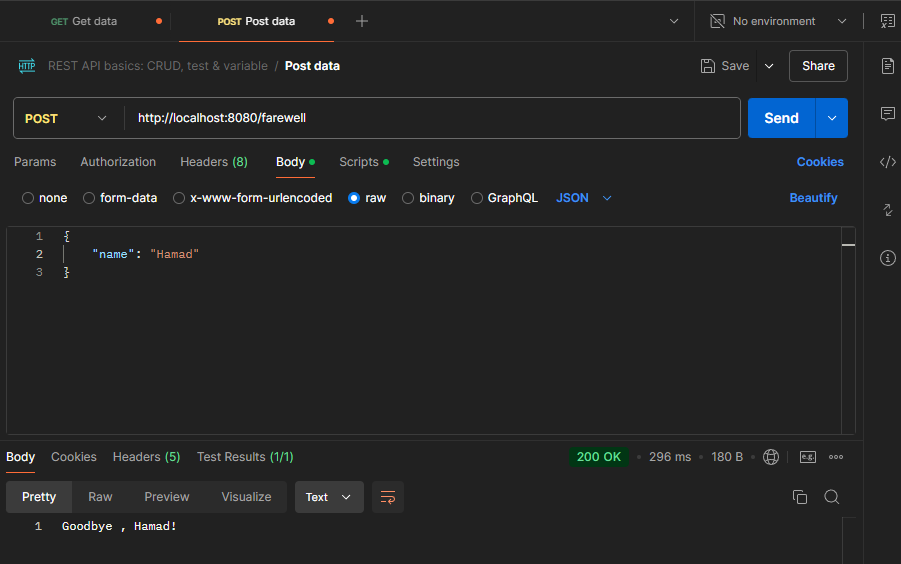 GET Get data POST Post data No environment
HTTP REST API basics: CRUD, test & variable / Post data Save Share
POST http://localhost:8080/farewell Send
Params Authorization Headers (8) Body Scripts Settings Cookies
none form-data x-www-form-urlencoded raw binary GraphQL JSON Beautify
1 {
2 "name": "Hamad"
3 }
Body Cookies Headers (5) Test Results (1/1) 200 OK • 296 ms • 180 B • e.g.
Pretty Raw Preview Visualize Text
1 Goodbye , Hamad!